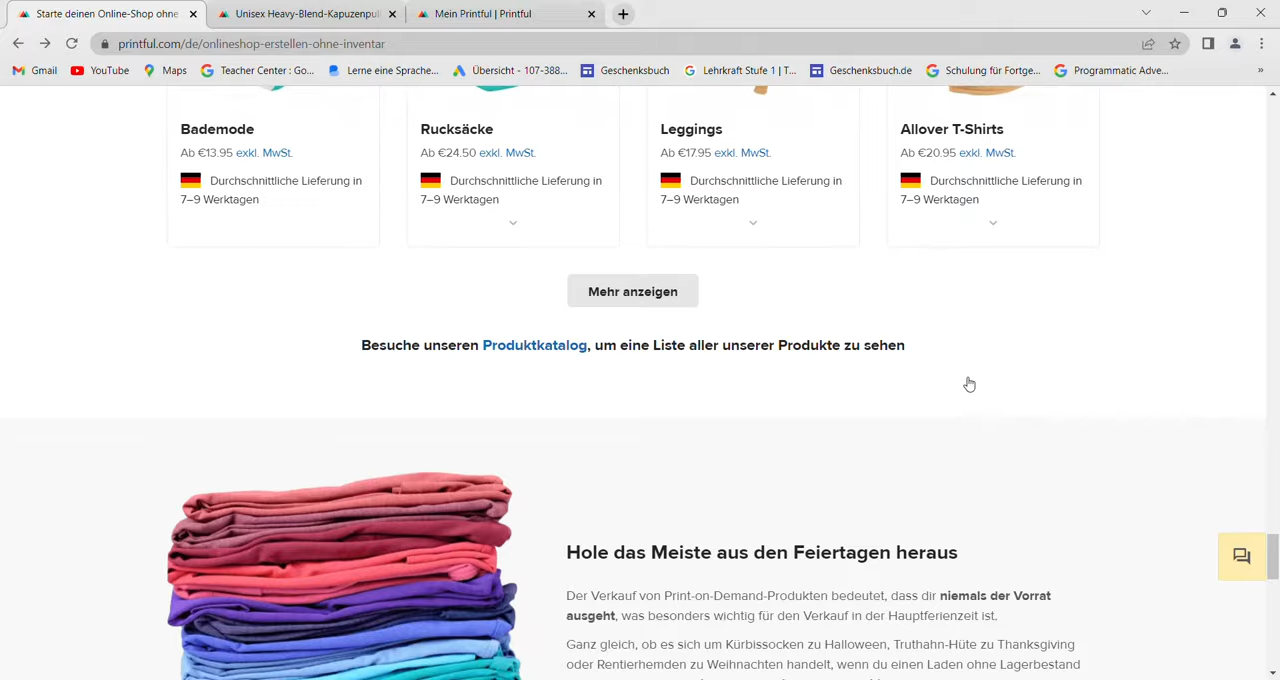 Starte deinen Online-Shop ohne
Unisex Heavy-Blend-Kapuzenpul
Mein Printful | Printful
printful.com/de/onlineshop-erstellen-ohne-inventar
Gmail
YouTube
Maps
Teacher Center : Go...
Lerne eine Sprache...
Übersicht - 107-388...
Geschenksbuch
Lehrkraft Stufe 1 | T...
Geschenksbuch.de
Schulung für Fortge...
Programmatic Adve...
»
Bademode
Ab €13.95 exkl. MwSt.
Durchschnittliche Lieferung in
7–9 Werktagen
Rucksäcke
Ab €24.50 exkl. MwSt.
Durchschnittliche Lieferung in
7–9 Werktagen
Leggings
Ab €17.95 exkl. MwSt.
Durchschnittliche Lieferung in
7–9 Werktagen
Allover T-Shirts
Ab €20.95 exkl. MwSt.
Durchschnittliche Lieferung in
7–9 Werktagen
Mehr anzeigen
Besuche unseren Produktkatalog, um eine Liste aller unserer Produkte zu sehen
Hole das Meiste aus den Feiertagen heraus
Der Verkauf von Print-on-Demand-Produkten bedeutet, dass dir niemals der Vorrat
ausgeht, was besonders wichtig für den Verkauf in der Hauptferienzeit ist.
Ganz gleich, ob es sich um Kürbissocken zu Halloween, Truthahn-Hüte zu Thanksgiving
oder Rentierhemden zu Weihnachten handelt, wenn du einen Laden ohne Lagerbestand